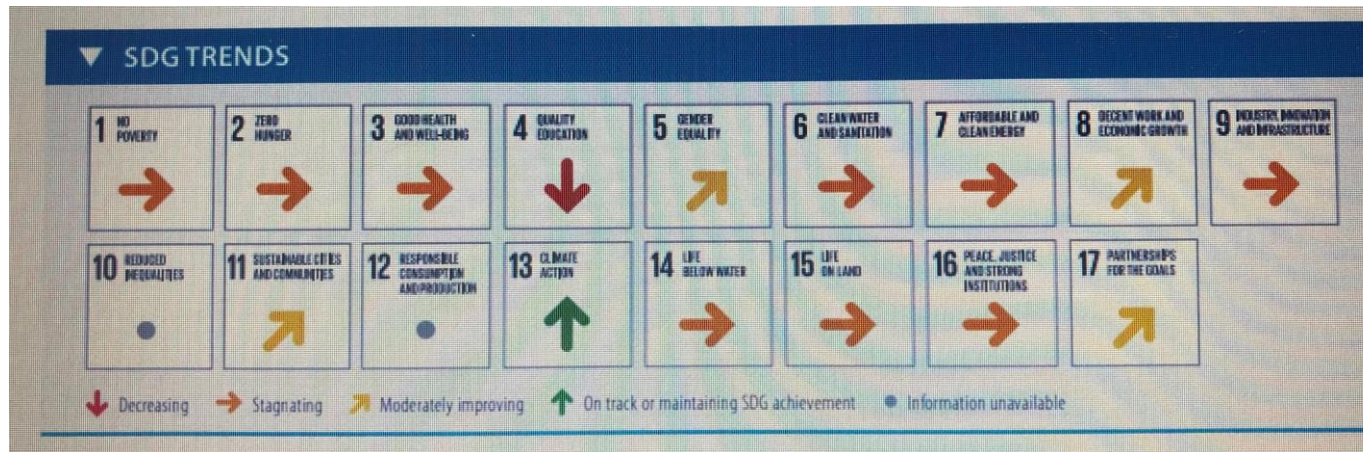 SDG TRENDS
1 NO
POVERTY
2 ZERO
HUNGER
3 GOOD HEALTH
AND WELL-BEING
4 QUALITY
EDUCATION
5 GENDER
EQUALITY
6 CLEAN WATER
AND SANITATION
7 AFFORDABLE AND
CLEAN ENERGY
8 DECENT WORK AND
ECONOMIC GROWTH
9 INDUSTRY, INNOVATION
AND INFRASTRUCTURE
10 REDUCED
INEQUALITIES
11 SUSTAINABLE CITIES
AND COMMUNITIES
12 RESPONSIBLE
CONSUMPTION
AND PRODUCTION
13 CLIMATE
ACTION
14 LIFE
BELOW WATER
15 LIFE
ON LAND
16 PEACE, JUSTICE
AND STRONG
INSTITUTIONS
17 PARTNERSHIPS
FOR THE GOALS
Decreasing Stagnating Moderately improving On track or maintaining SDG achievement Information unavailable